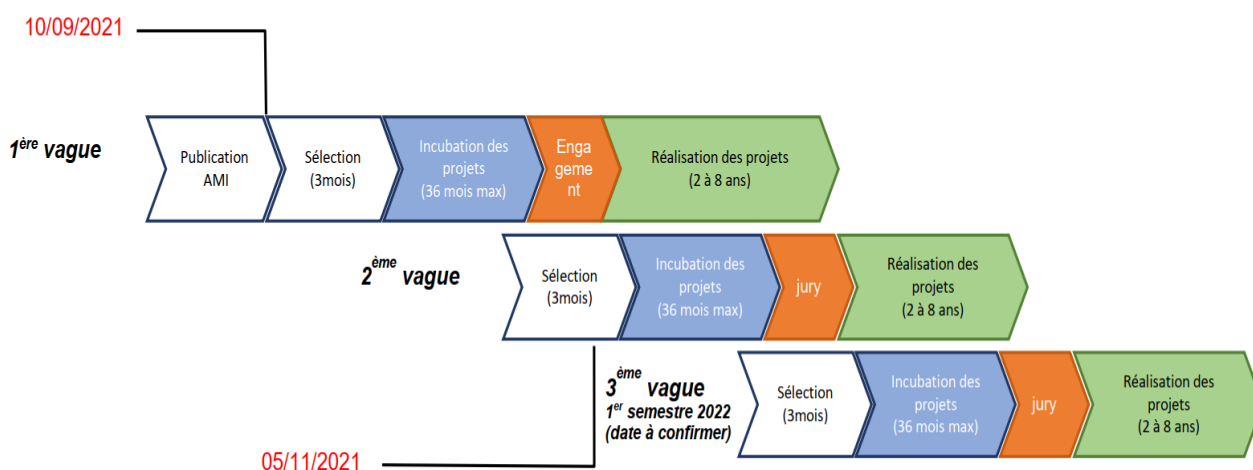 10/09/2021
1ère vague
Publication
AMI
Sélection
(3mois)
Incubation des
projets
(36 mois max)
Enga
geme
nt
Réalisation des projets
(2 à 8 ans)
2ème vague
Sélection
(3mois)
Incubation des
projets
(36 mois max)
jury
Réalisation des
projets
(2 à 8 ans)
3ème vague
1er semestre 2022
(date à confirmer)
Sélection
(3mois)
Incubation des
projets
(36 mois max)
jury
Réalisation des
projets
(2 à 8 ans)
05/11/2021